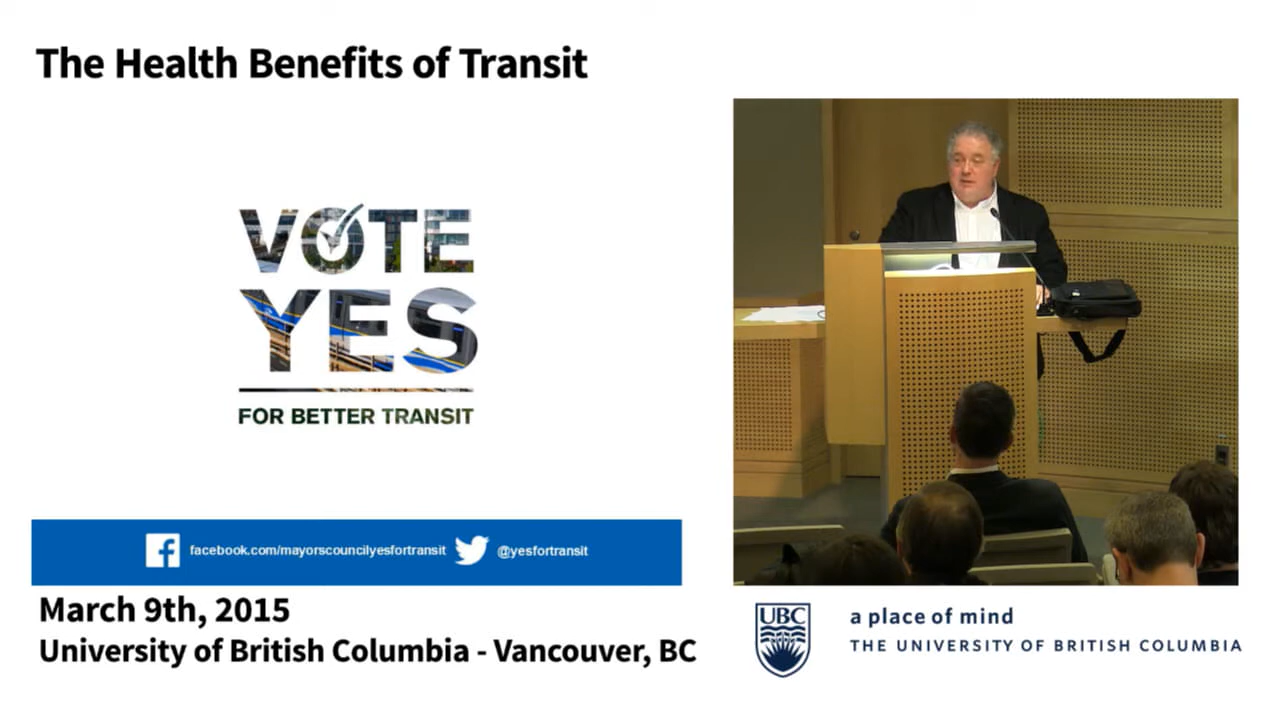 The Health Benefits of Transit
VOTE
YES
FOR BETTER TRANSIT
facebook.com/mayorscouncilyesfortransit @yesfortransit
March 9th, 2015
University of British Columbia - Vancouver, BC
UBC
a place of mind
THE UNIVERSITY OF BRITISH COLUMBIA